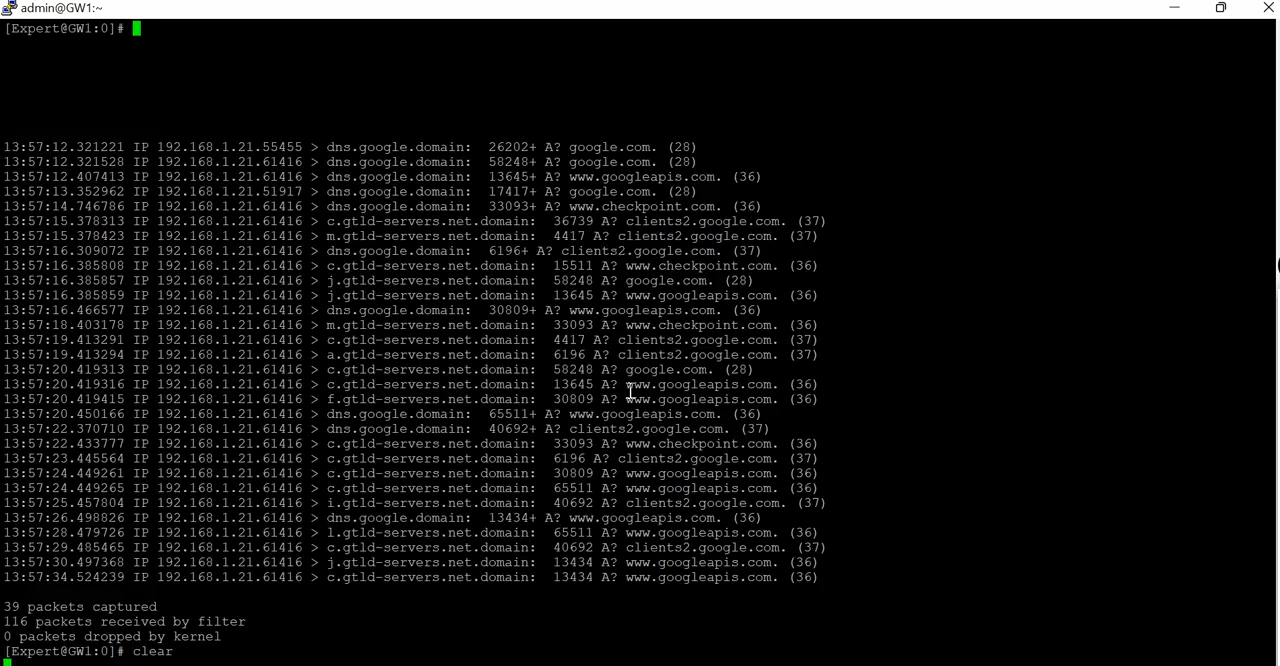 admin@GW1:~
[Expert@GW1:0]#
13:57:12.321221 IP 192.168.1.21.55455 > dns.google.domain:  26202+ A? google.com. (28)
13:57:12.321528 IP 192.168.1.21.61416 > dns.google.domain:  58248+ A? google.com. (28)
13:57:12.407413 IP 192.168.1.21.61416 > dns.google.domain:  13645+ A? www.googleapis.com. (36)
13:57:13.352962 IP 192.168.1.21.51917 > dns.google.domain:  17417+ A? google.com. (28)
13:57:14.746786 IP 192.168.1.21.61416 > dns.google.domain:  33093+ A? www.checkpoint.com. (36)
13:57:15.378313 IP 192.168.1.21.61416 > c.gtld-servers.net.domain:  36739 A? clients2.google.com. (37)
13:57:15.378423 IP 192.168.1.21.61416 > m.gtld-servers.net.domain:  4417 A? clients2.google.com. (37)
13:57:16.309072 IP 192.168.1.21.61416 > dns.google.domain:  6196+ A? clients2.google.com. (37)
13:57:16.385808 IP 192.168.1.21.61416 > c.gtld-servers.net.domain:  15511 A? www.checkpoint.com. (36)
13:57:16.385857 IP 192.168.1.21.61416 > j.gtld-servers.net.domain:  58248 A? google.com. (28)
13:57:16.385859 IP 192.168.1.21.61416 > j.gtld-servers.net.domain:  13645 A? www.googleapis.com. (36)
13:57:16.466577 IP 192.168.1.21.61416 > dns.google.domain:  30809+ A? www.googleapis.com. (36)
13:57:18.403178 IP 192.168.1.21.61416 > m.gtld-servers.net.domain:  33093 A? www.checkpoint.com. (36)
13:57:19.413291 IP 192.168.1.21.61416 > c.gtld-servers.net.domain:  4417 A? clients2.google.com. (37)
13:57:19.413294 IP 192.168.1.21.61416 > a.gtld-servers.net.domain:  6196 A? clients2.google.com. (37)
13:57:20.419313 IP 192.168.1.21.61416 > c.gtld-servers.net.domain:  58248 A? google.com. (28)
13:57:20.419316 IP 192.168.1.21.61416 > c.gtld-servers.net.domain:  13645 A? www.googleapis.com. (36)
13:57:20.419415 IP 192.168.1.21.61416 > f.gtld-servers.net.domain:  30809 A? www.googleapis.com. (36)
13:57:20.450166 IP 192.168.1.21.61416 > dns.google.domain:  65511+ A? www.googleapis.com. (36)
13:57:22.370710 IP 192.168.1.21.61416 > dns.google.domain:  40692+ A? clients2.google.com. (37)
13:57:22.433777 IP 192.168.1.21.61416 > c.gtld-servers.net.domain:  33093 A? www.checkpoint.com. (36)
13:57:23.445564 IP 192.168.1.21.61416 > c.gtld-servers.net.domain:  6196 A? clients2.google.com. (37)
13:57:24.449261 IP 192.168.1.21.61416 > c.gtld-servers.net.domain:  30809 A? www.googleapis.com. (36)
13:57:24.449265 IP 192.168.1.21.61416 > c.gtld-servers.net.domain:  65511 A? www.googleapis.com. (36)
13:57:25.457804 IP 192.168.1.21.61416 > i.gtld-servers.net.domain:  40692 A? clients2.google.com. (37)
13:57:26.498826 IP 192.168.1.21.61416 > dns.google.domain:  13434+ A? www.googleapis.com. (36)
13:57:28.479726 IP 192.168.1.21.61416 > l.gtld-servers.net.domain:  65511 A? www.googleapis.com. (36)
13:57:29.485465 IP 192.168.1.21.61416 > c.gtld-servers.net.domain:  40692 A? clients2.google.com. (37)
13:57:30.497368 IP 192.168.1.21.61416 > j.gtld-servers.net.domain:  13434 A? www.googleapis.com. (36)
13:57:34.524239 IP 192.168.1.21.61416 > c.gtld-servers.net.domain:  13434 A? www.googleapis.com. (36)
39 packets captured
116 packets received by filter
0 packets dropped by kernel
[Expert@GW1:0]# clear